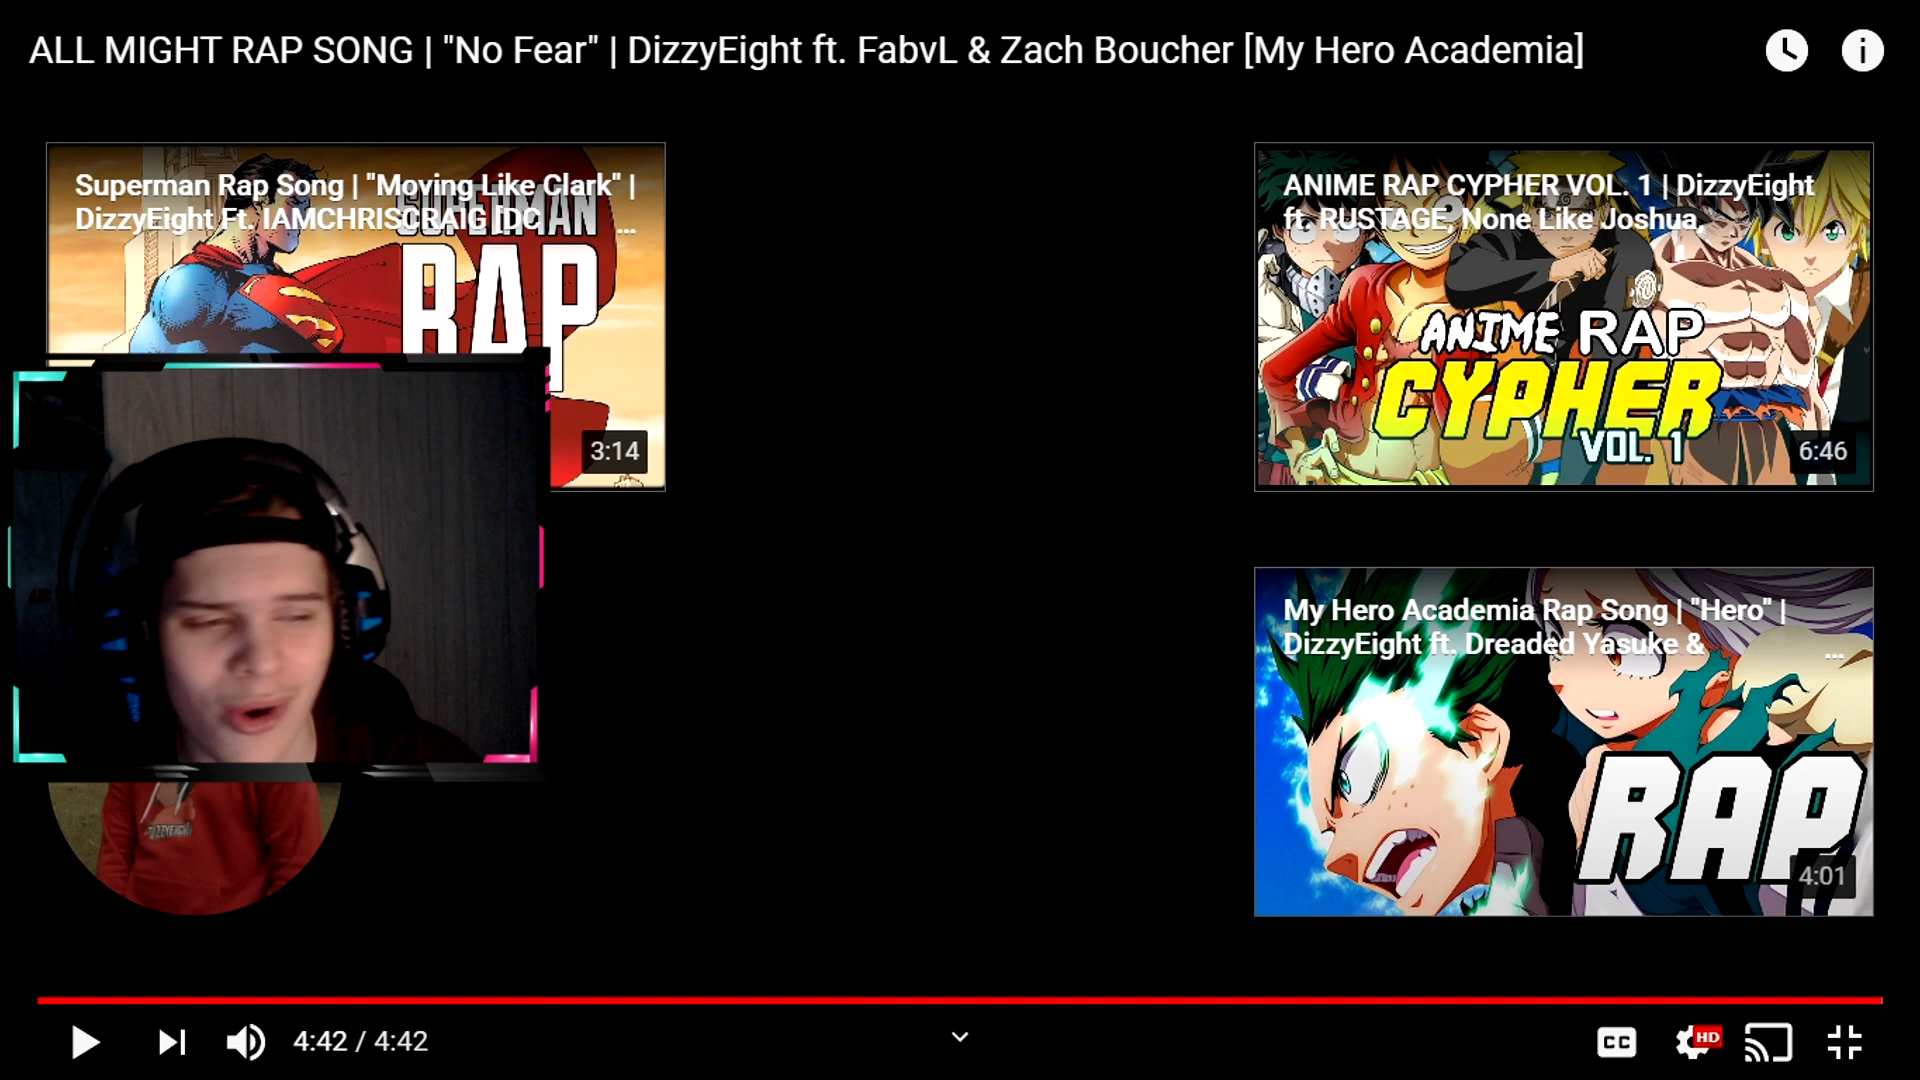 ALL MIGHT RAP SONG | "No Fear" | DizzyEight ft. FabvL & Zach Boucher [My Hero Academia]
Superman Rap Song | "Moving Like Clark" |
DizzyEight Ft. IAMCHRISCRAIG [DC ...
SUPERMAN
RAP
3:14
ANIME RAP CYPHER VOL. 1 | DizzyEight
ft. RUSTAGE, None Like Joshua,
ANIME RAP
CYPHER
VOL. 1
6:46
My Hero Academia Rap Song | "Hero" |
DizzyEight ft. Dreaded Yasuke & ...
RAP
4:01
DIZZYEIGHT
4:42 / 4:42
CC
HD